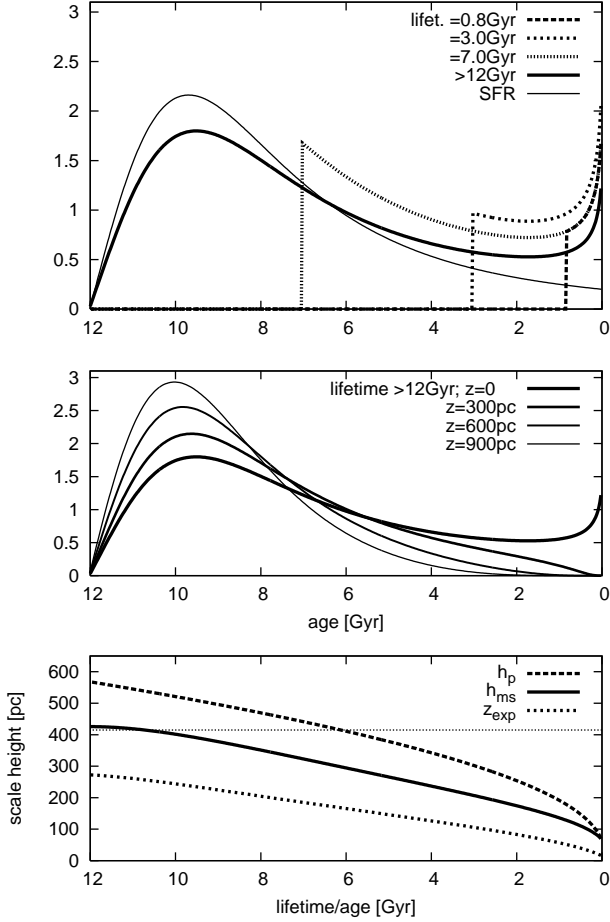 3
2.5
2
1.5
1
0.5
0
12 10 8 6 4 2 0
lifet. =0.8Gyr
=3.0Gyr
=7.0Gyr
>12Gyr
SFR
3
2.5
2
1.5
1
0.5
0
12 10 8 6 4 2 0
age [Gyr]
lifetime >12Gyr; z=0
z=300pc
z=600pc
z=900pc
600
500
400
300
200
100
0
12 10 8 6 4 2 0
scale height [pc]
lifetime/age [Gyr]
h_p
h_ms
z_exp